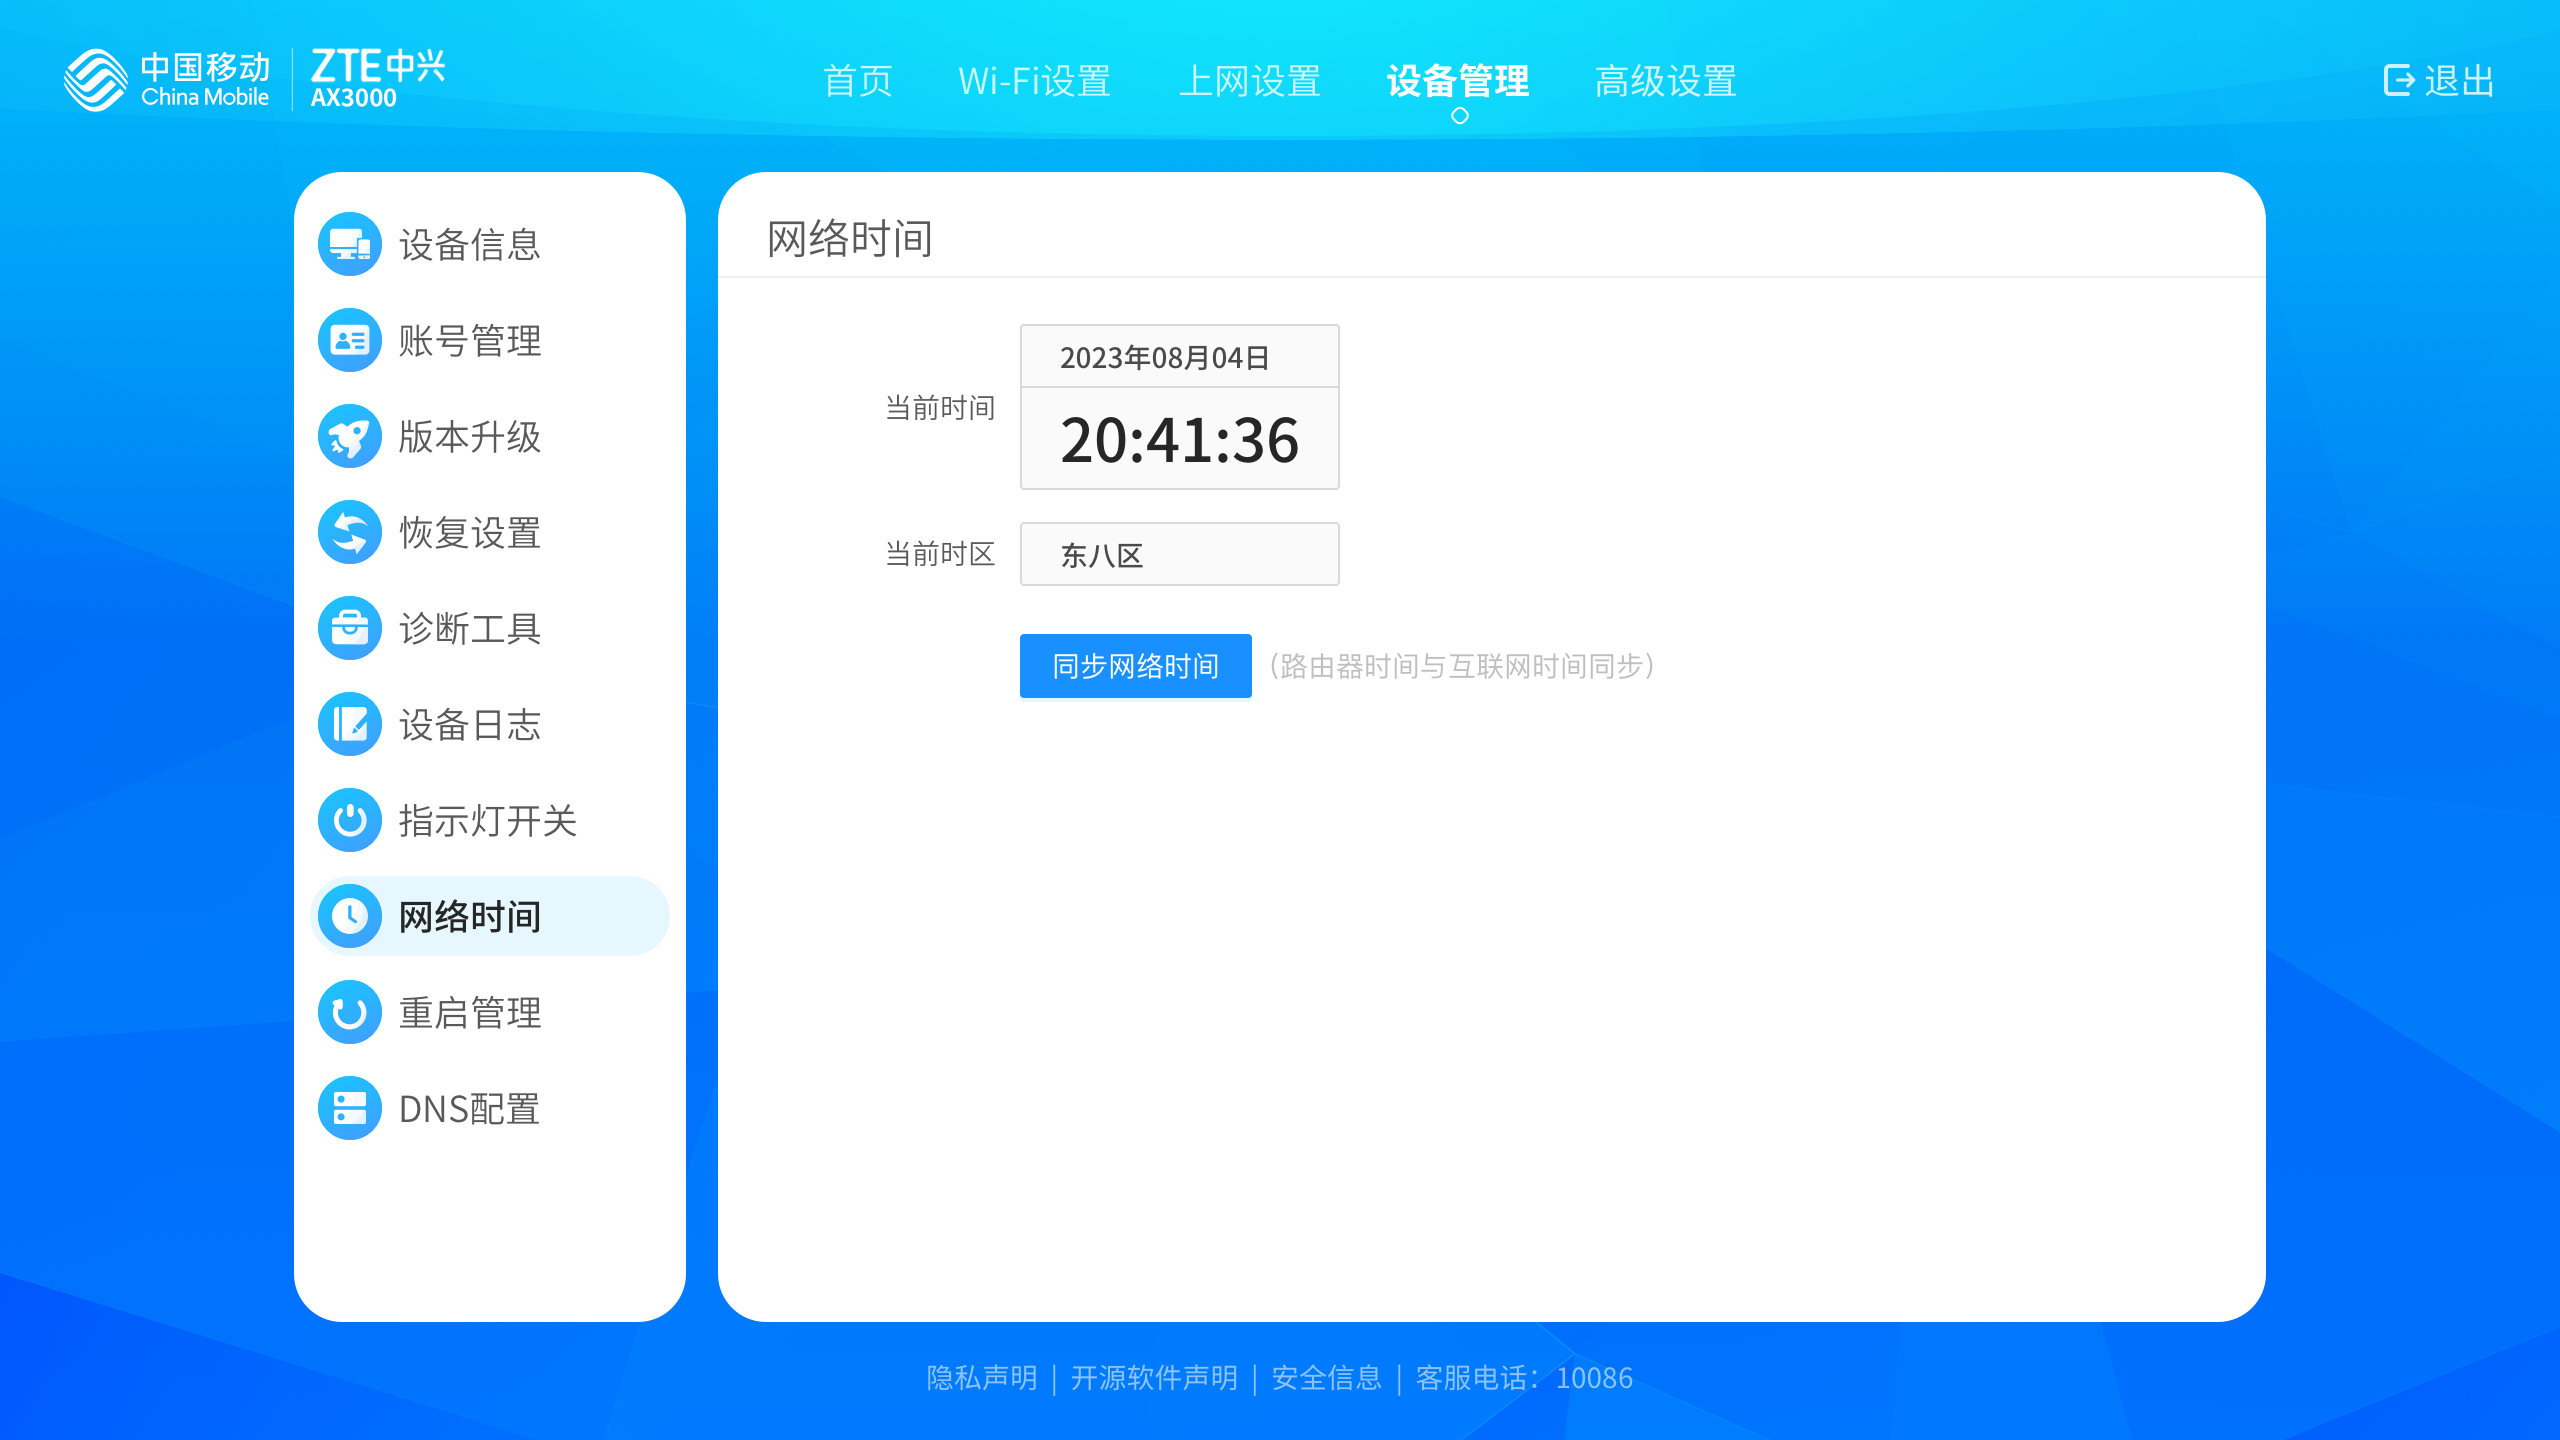 中国移动
China Mobile
ZTE中兴
AX3000
首页
Wi-Fi设置
上网设置
设备管理
高级设置
退出
设备信息
账号管理
版本升级
恢复设置
诊断工具
设备日志
指示灯开关
网络时间
重启管理
DNS配置
网络时间
当前时间
2023年08月04日
20:41:36
当前时区
东八区
同步网络时间
（路由器时间与互联网时间同步）
隐私声明 | 开源软件声明 | 安全信息 | 客服电话：10086